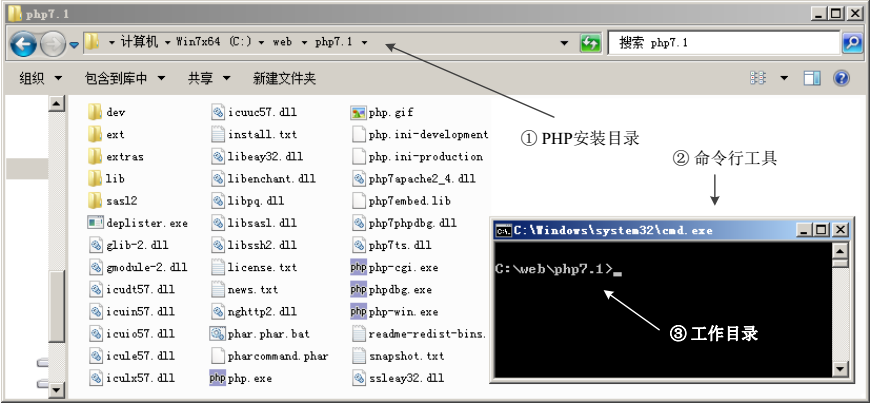 php7.1
计算机 Win7x64 (C:) web php7.1
搜索 php7.1
组织 包含到库中 共享 新建文件夹
dev
ext
extras
lib
sasl2
deplister.exe
glib-2.dll
gmodule-2.dll
icudt57.dll
icuin57.dll
icuio57.dll
icule57.dll
iculx57.dll
icuuc57.dll
install.txt
libeay32.dll
libenchant.dll
libpq.dll
libsasl.dll
libssh2.dll
license.txt
news.txt
nghttp2.dll
phar.phar.bat
pharcommand.phar
php.exe
php.gif
php.ini-development
php.ini-production
php7apache2_4.dll
php7embed.lib
php7phpdbg.dll
php7ts.dll
php-cgi.exe
phpdbg.exe
php-win.exe
readme-redist-bins.
snapshot.txt
ssleay32.dll
① PHP安装目录
② 命令行工具
C:\Windows\system32\cmd.exe
C:\web\php7.1>_
③ 工作目录